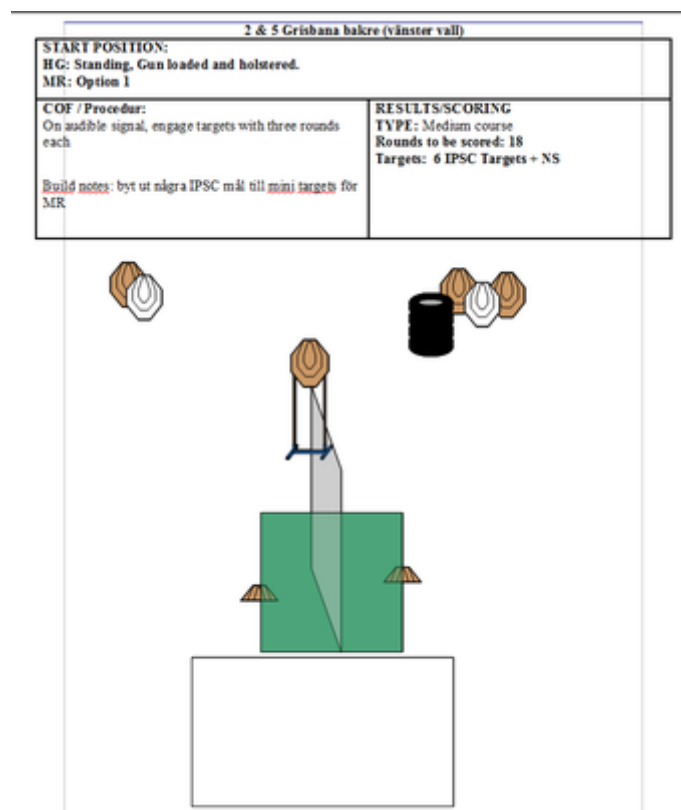 2 & 5 Grisbana bakre (vänster vall)
START POSITION:
HG: Standing, Gun loaded and holstered.
MR: Option 1
COF / Procedur:
On audible signal, engage targets with three rounds
each
Build notes: byt ut några IPSC mål till mini targets för
MR
RESULTS/SCORING
TYPE: Medium course
Rounds to be scored: 18
Targets: 6 IPSC Targets + NS